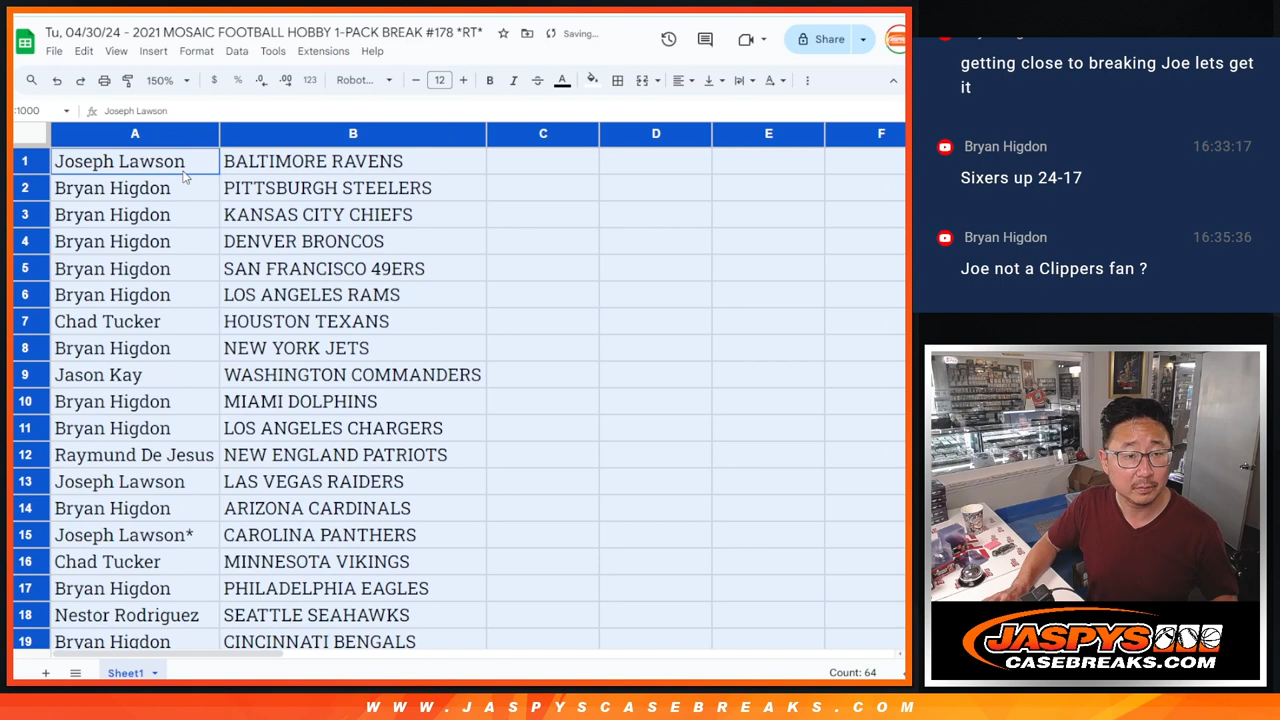 Tu, 04/30/24 - 2021 MOSAIC FOOTBALL HOBBY 1-PACK BREAK #178 *RT*
Saving...
File Edit View Insert Format Data Tools Extensions Help
Share
150% $ % .0 .00 123 Robot... 12 B I A
:1000 fx Joseph Lawson
A B C D E F
1 Joseph Lawson BALTIMORE RAVENS
2 Bryan Higdon PITTSBURGH STEELERS
3 Bryan Higdon KANSAS CITY CHIEFS
4 Bryan Higdon DENVER BRONCOS
5 Bryan Higdon SAN FRANCISCO 49ERS
6 Bryan Higdon LOS ANGELES RAMS
7 Chad Tucker HOUSTON TEXANS
8 Bryan Higdon NEW YORK JETS
9 Jason Kay WASHINGTON COMMANDERS
10 Bryan Higdon MIAMI DOLPHINS
11 Bryan Higdon LOS ANGELES CHARGERS
12 Raymund De Jesus NEW ENGLAND PATRIOTS
13 Joseph Lawson LAS VEGAS RAIDERS
14 Bryan Higdon ARIZONA CARDINALS
15 Joseph Lawson* CAROLINA PANTHERS
16 Chad Tucker MINNESOTA VIKINGS
17 Bryan Higdon PHILADELPHIA EAGLES
18 Nestor Rodriguez SEATTLE SEAHAWKS
19 Bryan Higdon CINCINNATI BENGALS
Sheet1
Count: 64
getting close to breaking Joe lets get
it
Bryan Higdon 16:33:17
Sixers up 24-17
Bryan Higdon 16:35:36
Joe not a Clippers fan ?
JASPYS
CASEBREAKS.COM
WWW.JASPYSCASEBREAKS.COM